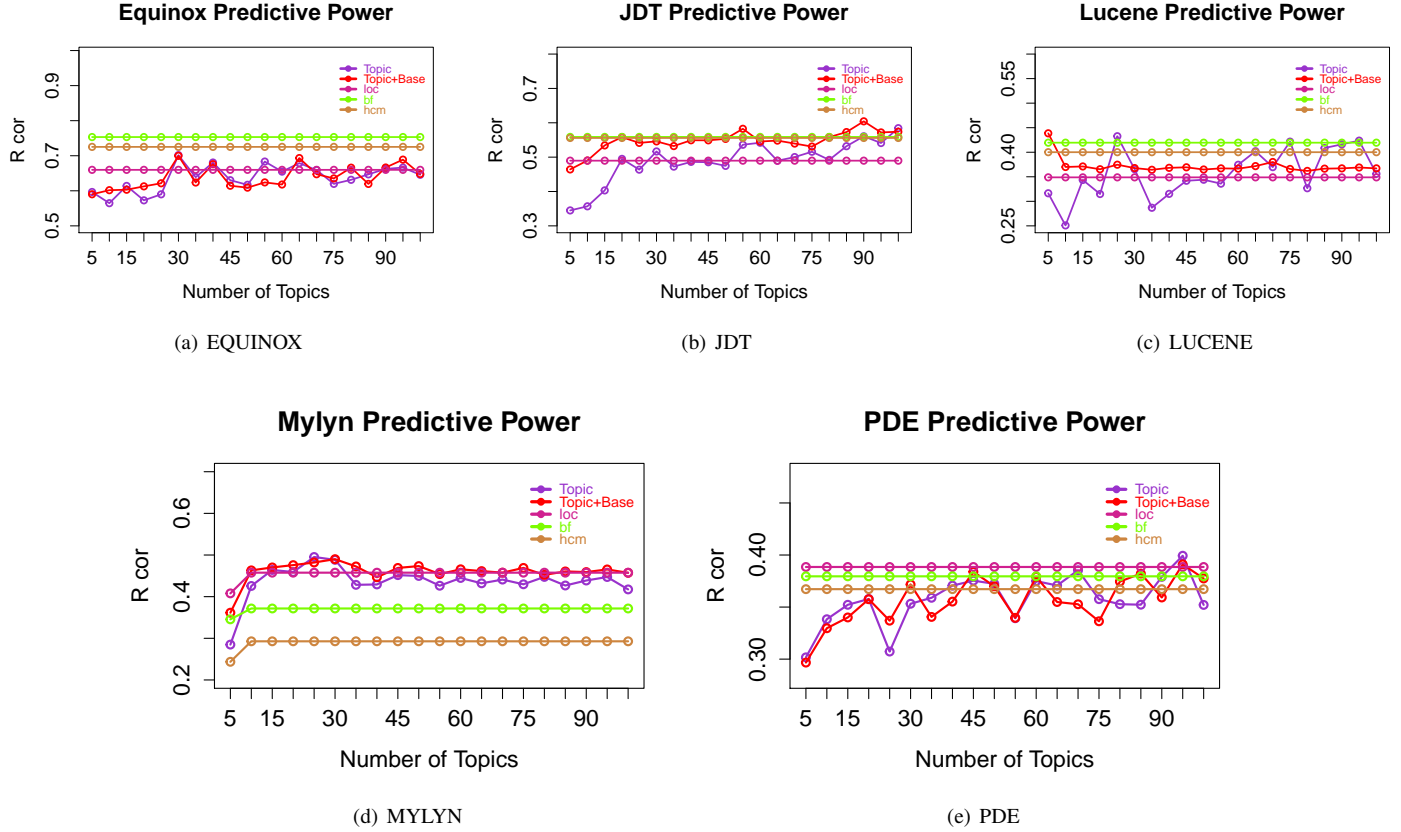 Equinox Predictive Power
R cor
0.5 0.7 0.9
Topic
Topic+Base
loc
bf
hcm
5 15 30 45 60 75 90
Number of Topics
(a) EQUINOX
JDT Predictive Power
R cor
0.3 0.5 0.7
Topic
Topic+Base
loc
bf
hcm
5 15 30 45 60 75 90
Number of Topics
(b) JDT
Lucene Predictive Power
R cor
0.25 0.40 0.55
Topic
Topic+Base
loc
bf
hcm
5 15 30 45 60 75 90
Number of Topics
(c) LUCENE
Mylyn Predictive Power
R cor
0.2 0.4 0.6
Topic
Topic+Base
loc
bf
hcm
5 15 30 45 60 75 90
Number of Topics
(d) MYLYN
PDE Predictive Power
R cor
0.30 0.40
Topic
Topic+Base
loc
bf
hcm
5 15 30 45 60 75 90
Number of Topics
(e) PDE